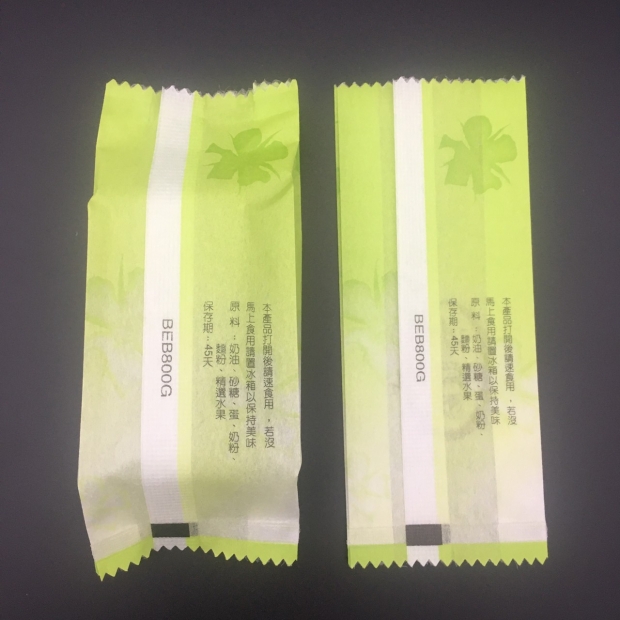 BEB800G
本產品打開後請速食用，若沒
馬上食用請置冰箱以保持美味
原料：奶油、砂糖、蛋、奶粉、
麵粉、精選水果
保存期：45天
BEB800G
本產品打開後請速食用，若沒
馬上食用請置冰箱以保持美味
原料：奶油、砂糖、蛋、奶粉、
麵粉、精選水果
保存期：45天